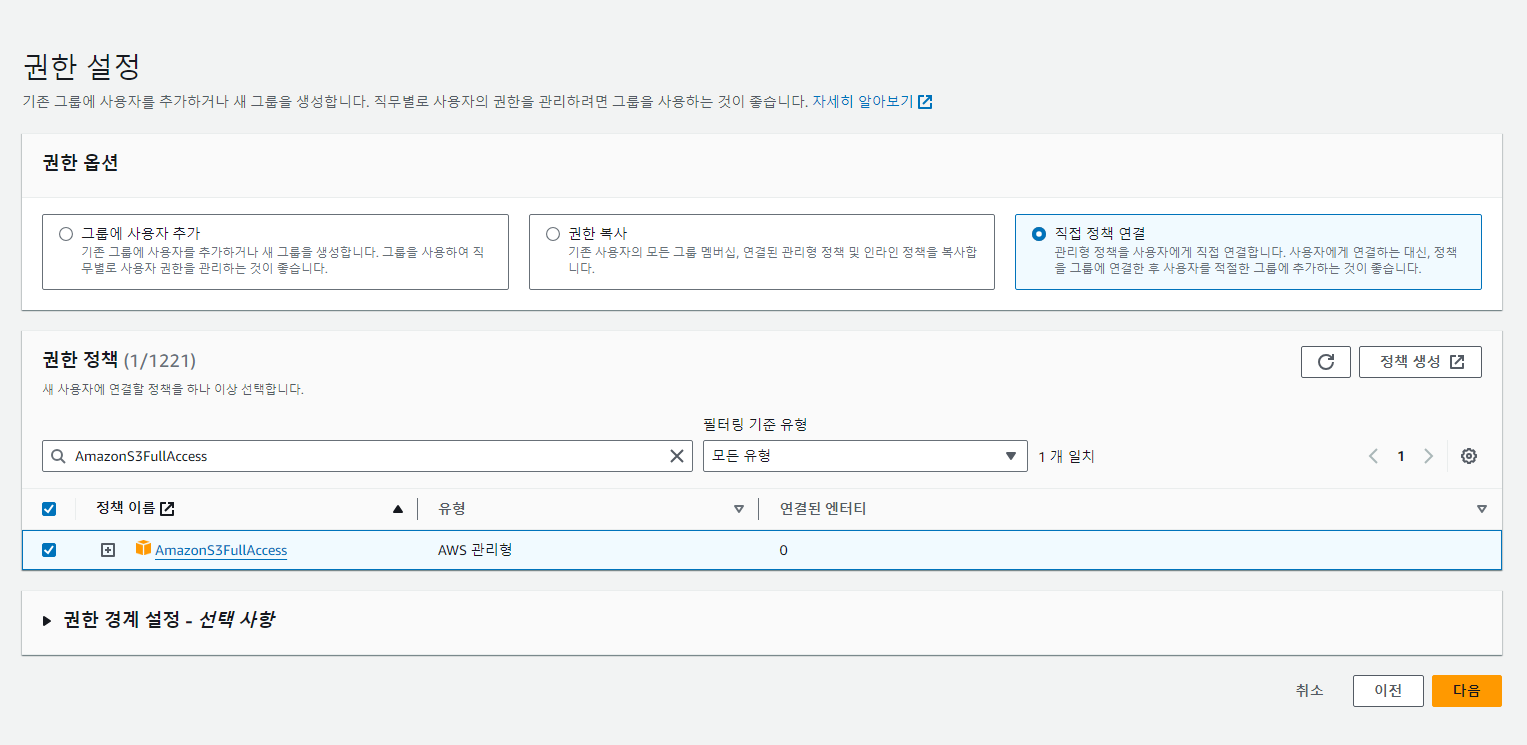 권한 설정
기존 그룹에 사용자를 추가하거나 새 그룹을 생성합니다. 직무별로 사용자의 권한을 관리하려면 그룹을 사용하는 것이 좋습니다. 자세히 알아보기
권한 옵션
그룹에 사용자 추가
기존 그룹에 사용자를 추가하거나 새 그룹을 생성합니다. 그룹을 사용하여 직
무별로 사용자 권한을 관리하는 것이 좋습니다.
권한 복사
기존 사용자의 모든 그룹 멤버십, 연결된 관리형 정책 및 인라인 정책을 복사합
니다.
직접 정책 연결
관리형 정책을 사용자에게 직접 연결합니다. 사용자에게 연결하는 대신, 정책
을 그룹에 연결한 후 사용자를 적절한 그룹에 추가하는 것이 좋습니다.
권한 정책 (1/1221)
새 사용자에 연결할 정책을 하나 이상 선택합니다.
정책 생성
필터링 기준 유형
AmazonS3FullAccess
모든 유형
1 개 일치
1
정책 이름
유형
연결된 엔터티
AmazonS3FullAccess
AWS 관리형
0
권한 경계 설정 - 선택 사항
취소
이전
다음